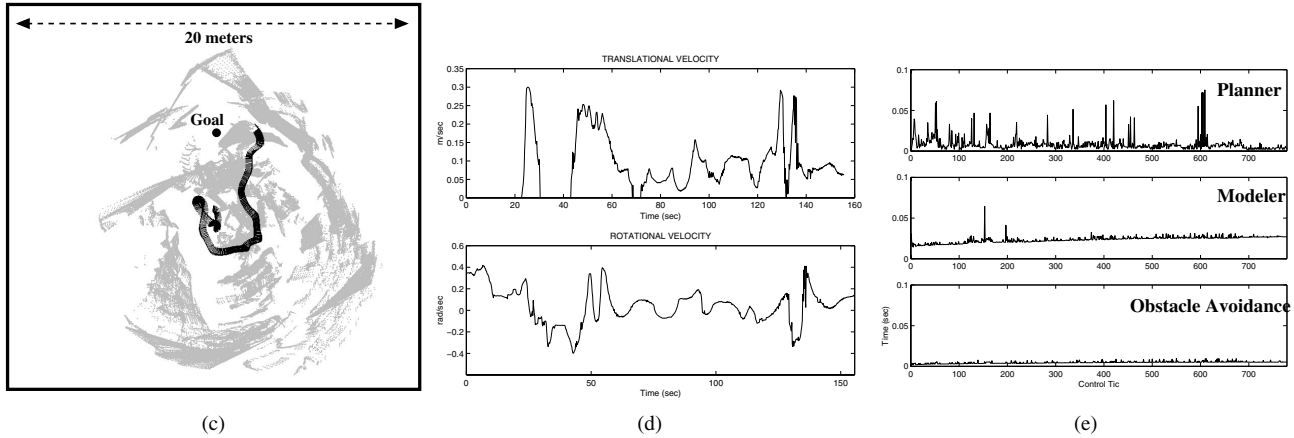 20 meters
Goal
(c)
TRANSLATIONAL VELOCITY
m/sec
0.35
0.3
0.25
0.2
0.15
0.1
0.05
0
0 20 40 60 80 100 120 140 160
Time (sec)
ROTATIONAL VELOCITY
rad/sec
0.6
0.4
0.2
0
−0.2
−0.4
0 50 100 150
Time (sec)
(d)
Planner
0.1
0.05
0
0 100 200 300 400 500 600 700
Modeler
0.1
0.05
0
0 100 200 300 400 500 600 700
Obstacle Avoidance
Time (sec)
0.1
0.05
0
0 100 200 300 400 500 600 700
Control Tic
(e)